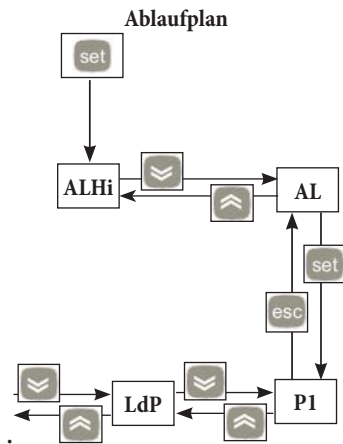 Ablaufplan
set
ALHi
AL
set
esc
LdP
P1
.